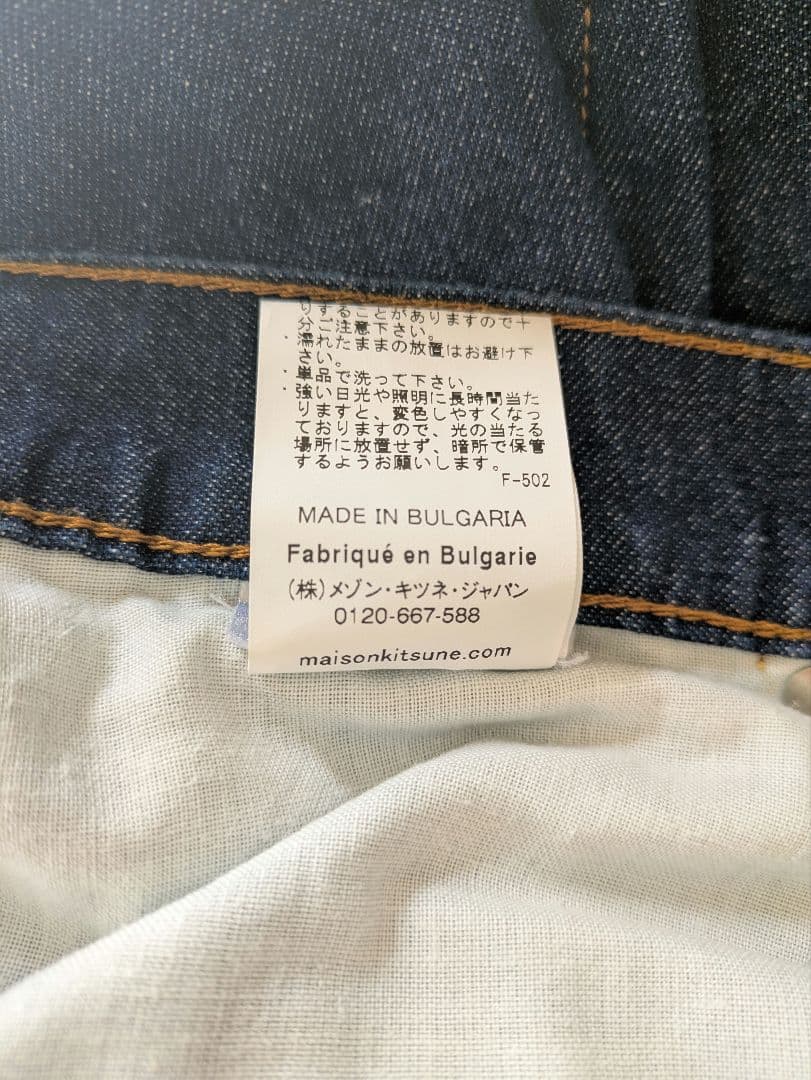 りすることがありますので十
分ご注意下さい。
・濡れたままの放置はお避け下
さい。
・単品で洗って下さい。
・強い日光や照明に長時間当た
りますと、変色しやすくなっ
ておりますので、光の当たる
場所に放置せず、暗所で保管
するようお願いします。
F-502
MADE IN BULGARIA
Fabriqué en Bulgarie
(株)メゾン・キツネ・ジャパン
0120-667-588
maisonkitsune.com